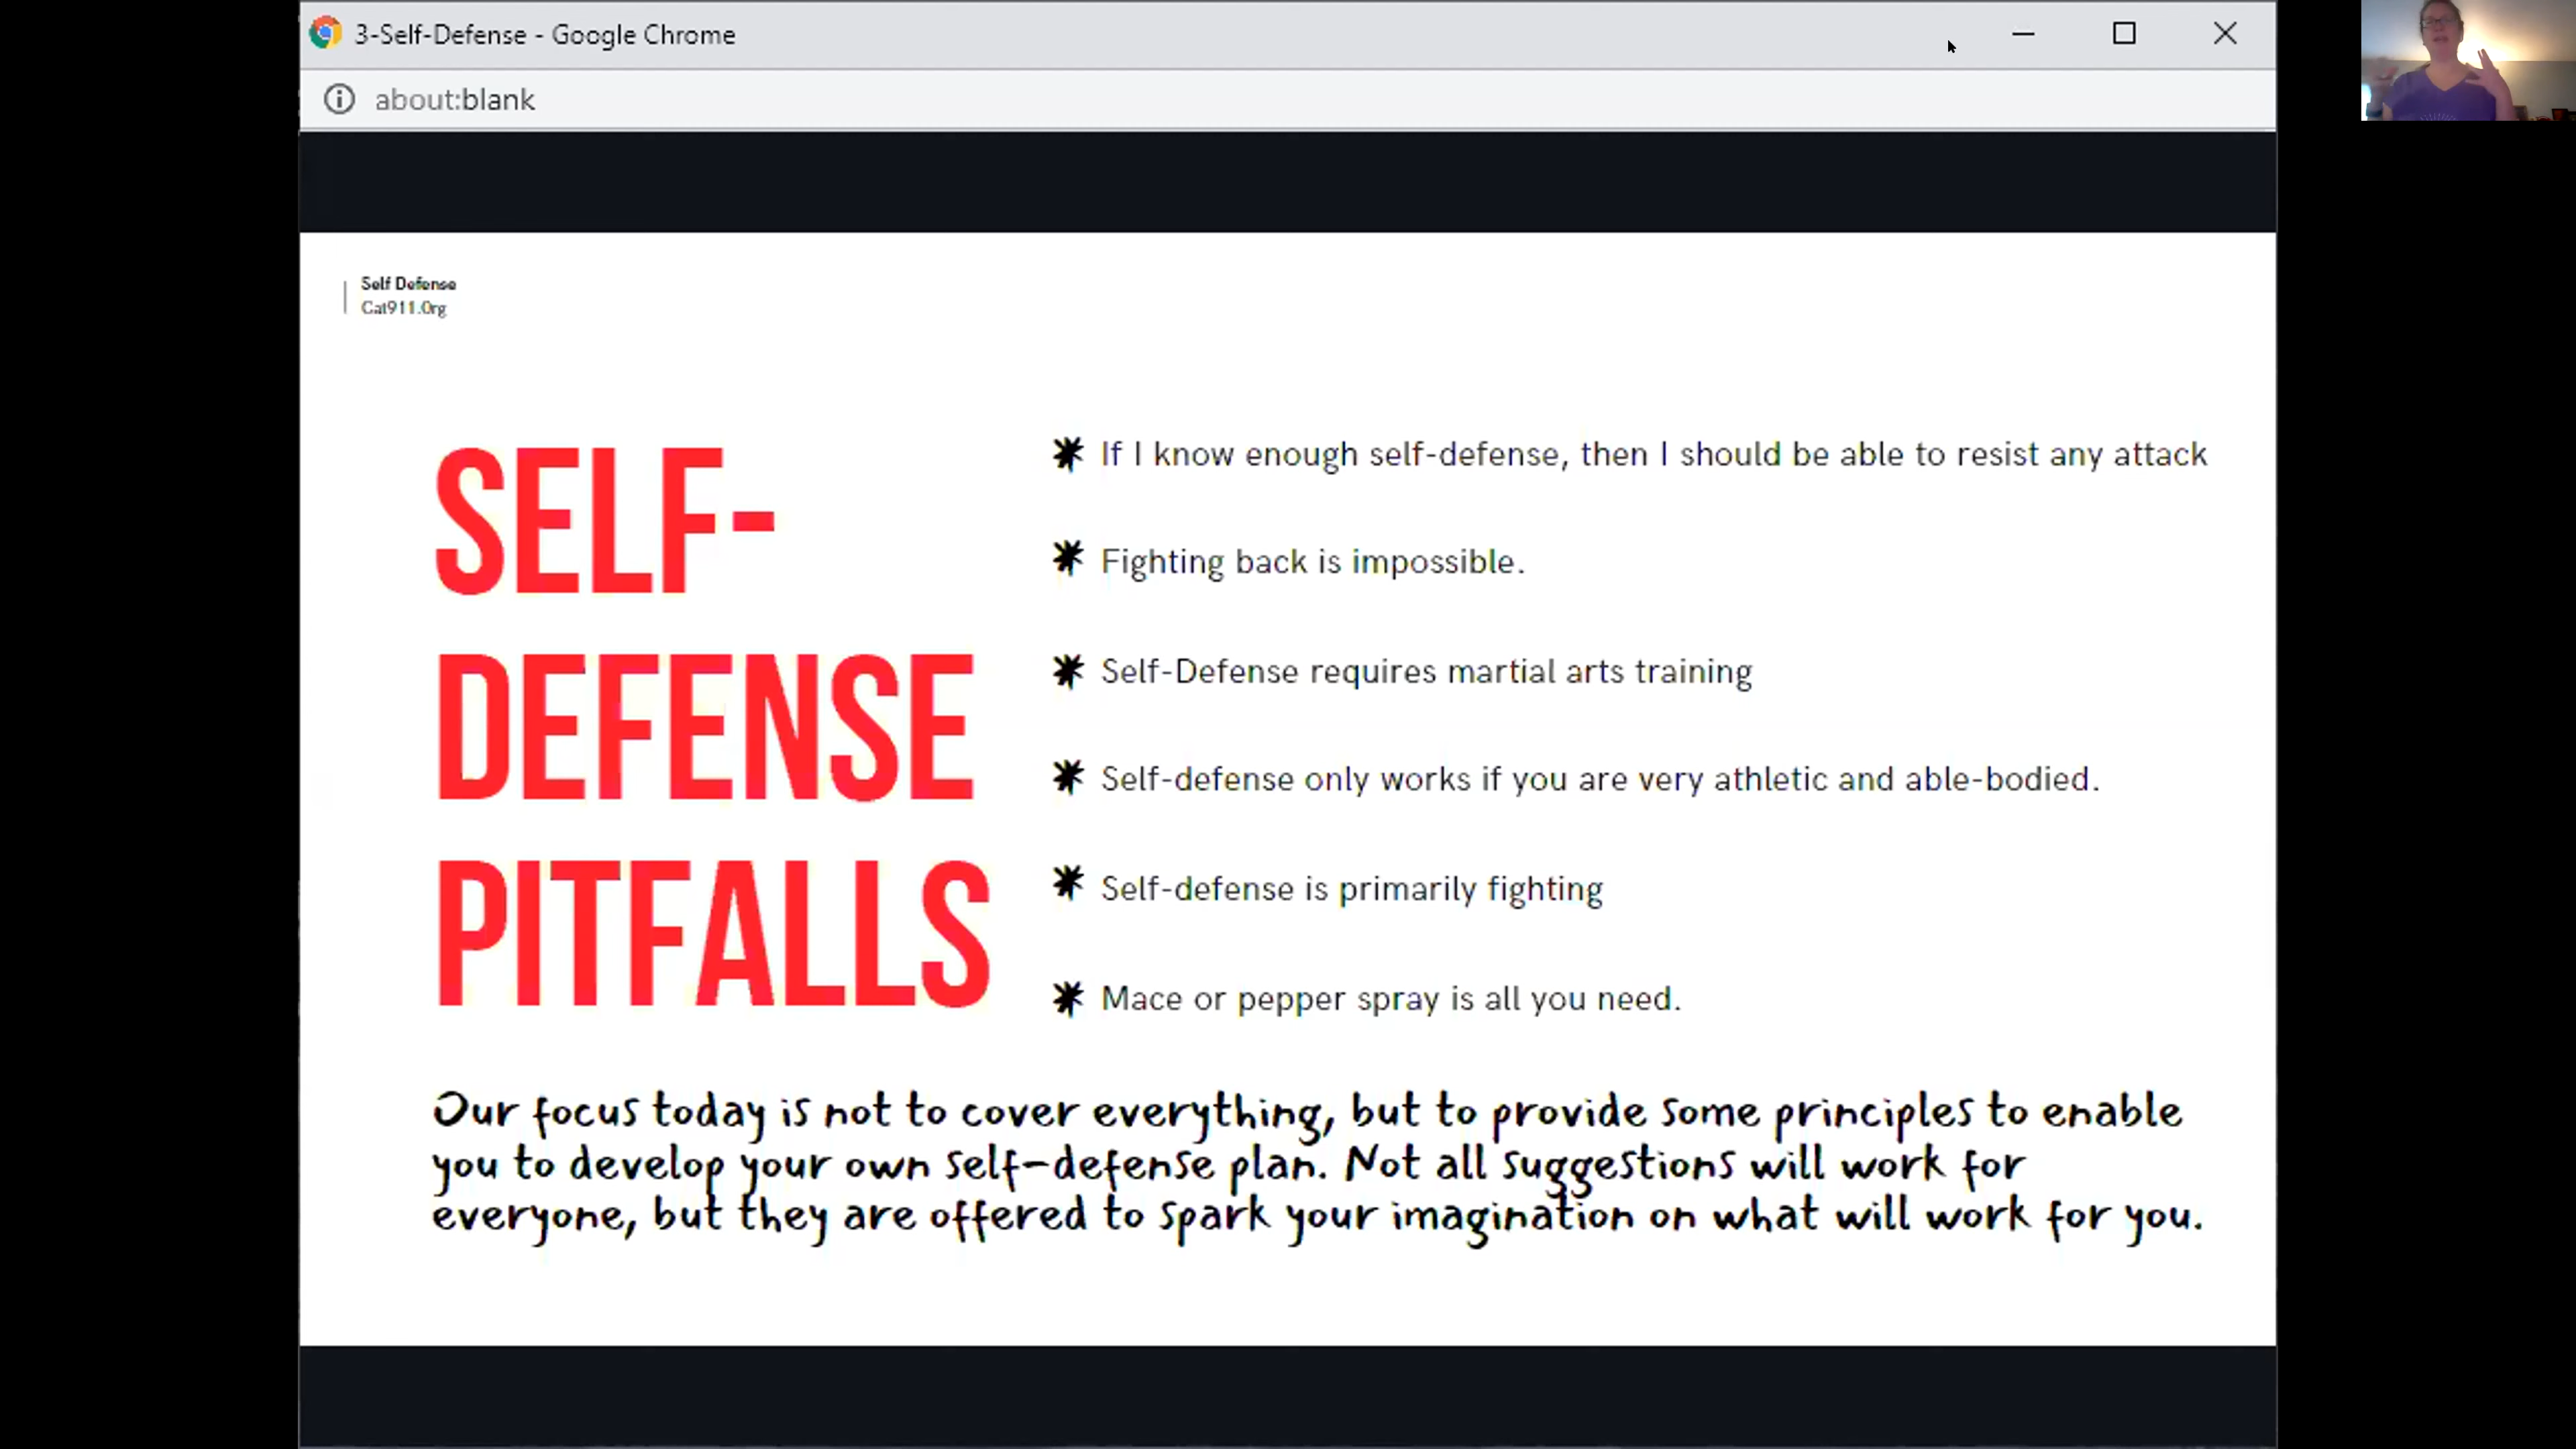 3-Self-Defense - Google Chrome
about:blank
Self Defense
Cat911.Org
SELF-
DEFENSE
PITFALLS
If I know enough self-defense, then I should be able to resist any attack
Fighting back is impossible.
Self-Defense requires martial arts training
Self-defense only works if you are very athletic and able-bodied.
Self-defense is primarily fighting
Mace or pepper spray is all you need.
Our focus today is not to cover everything, but to provide some principles to enable
you to develop your own self-defense plan. Not all suggestions will work for
everyone, but they are offered to spark your imagination on what will work for you.